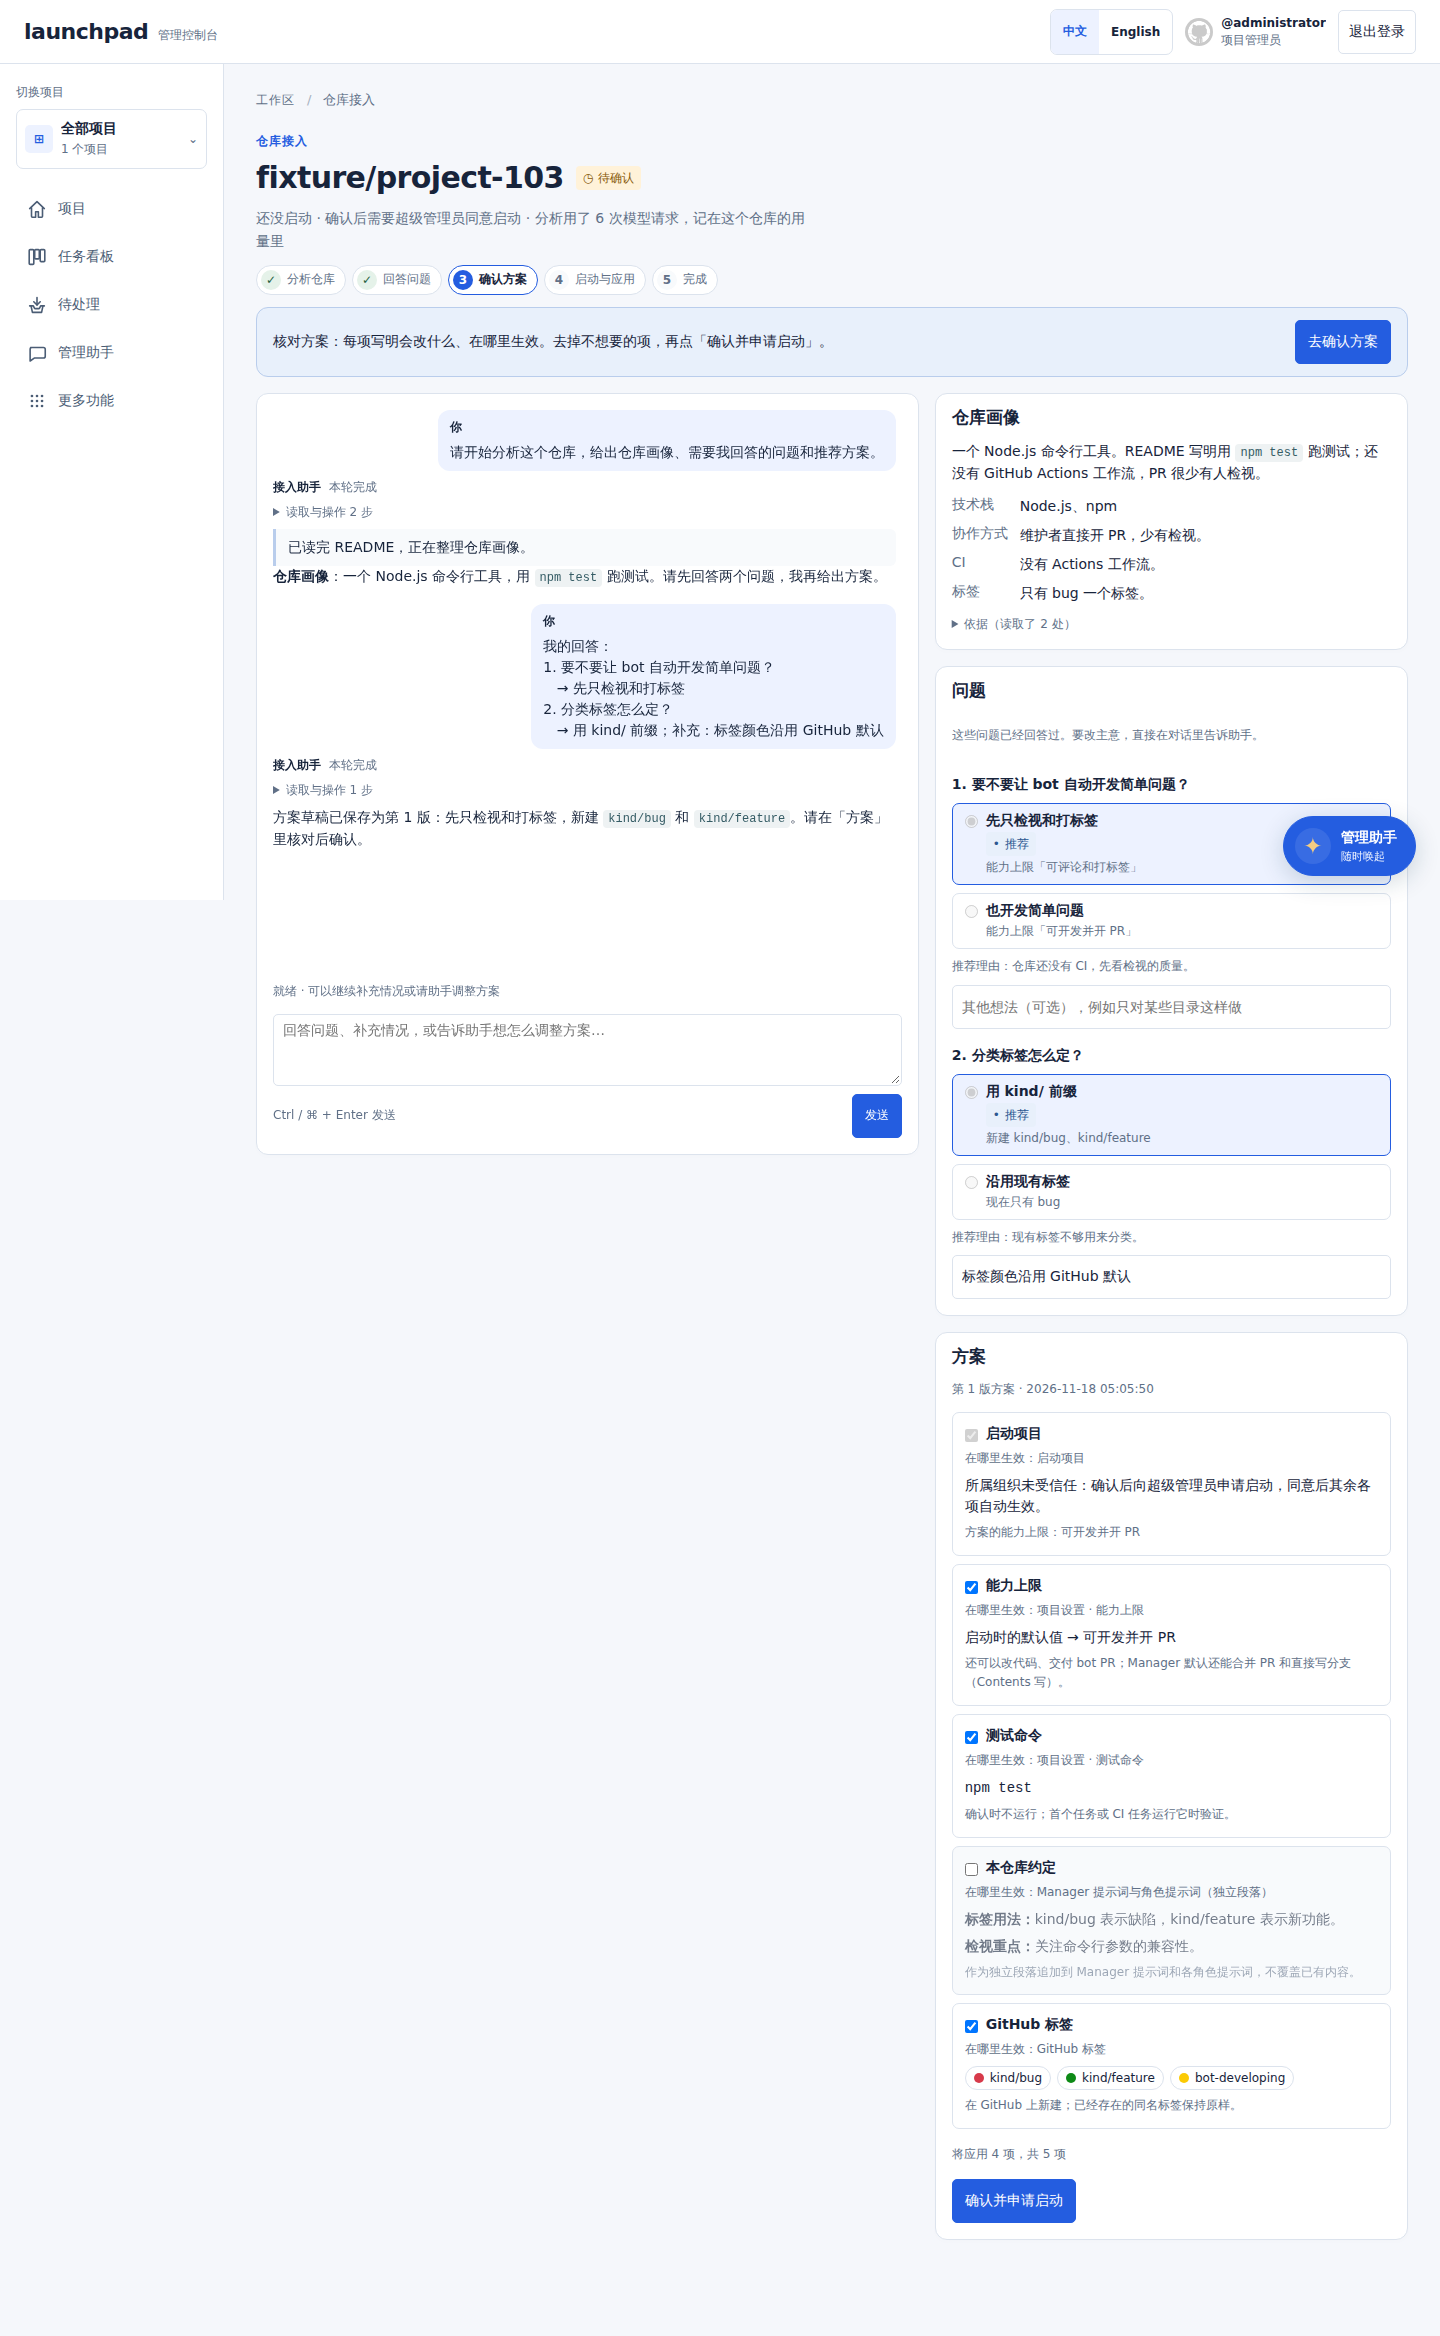 launchpad 管理控制台
中文 English
@administrator
项目管理员
退出登录
切换项目
全部项目
1 个项目
项目
任务看板
待处理
管理助手
更多功能
工作区 / 仓库接入
仓库接入
fixture/project-103 待确认
还没启动 · 确认后需要超级管理员同意启动 · 分析用了 6 次模型请求，记在这个仓库的用
量里
✓ 分析仓库 ✓ 回答问题 3 确认方案 4 启动与应用 5 完成
核对方案：每项写明会改什么、在哪里生效。去掉不想要的项，再点「确认并申请启动」。
去确认方案
你
请开始分析这个仓库，给出仓库画像、需要我回答的问题和推荐方案。
接入助手 本轮完成
读取与操作 2 步
已读完 README，正在整理仓库画像。
仓库画像：一个 Node.js 命令行工具，用 npm test 跑测试。请先回答两个问题，我再给出方案。
你
我的回答：
1. 要不要让 bot 自动开发简单问题？
→ 先只检视和打标签
2. 分类标签怎么定？
→ 用 kind/ 前缀；补充：标签颜色沿用 GitHub 默认
接入助手 本轮完成
读取与操作 1 步
方案草稿已保存为第 1 版：先只检视和打标签，新建 kind/bug 和 kind/feature。请在「方案」
里核对后确认。
就绪 · 可以继续补充情况或请助手调整方案
回答问题、补充情况，或告诉助手想怎么调整方案…
Ctrl / ⌘ + Enter 发送
发送
仓库画像
一个 Node.js 命令行工具。README 写明用 npm test 跑测试；还
没有 GitHub Actions 工作流，PR 很少有人检视。
技术栈 Node.js、npm
协作方式 维护者直接开 PR，少有检视。
CI 没有 Actions 工作流。
标签 只有 bug 一个标签。
依据（读取了 2 处）
问题
这些问题已经回答过。要改主意，直接在对话里告诉助手。
1. 要不要让 bot 自动开发简单问题？
先只检视和打标签
• 推荐
能力上限「可评论和打标签」
也开发简单问题
能力上限「可开发并开 PR」
推荐理由：仓库还没有 CI，先看检视的质量。
其他想法（可选），例如只对某些目录这样做
2. 分类标签怎么定？
用 kind/ 前缀
• 推荐
新建 kind/bug、kind/feature
沿用现有标签
现在只有 bug
推荐理由：现有标签不够用来分类。
标签颜色沿用 GitHub 默认
管理助手
随时唤起
方案
第 1 版方案 · 2026-11-18 05:05:50
启动项目
在哪里生效：启动项目
所属组织未受信任：确认后向超级管理员申请启动，同意后其余各
项自动生效。
方案的能力上限：可开发并开 PR
能力上限
在哪里生效：项目设置 · 能力上限
启动时的默认值 → 可开发并开 PR
还可以改代码、交付 bot PR；Manager 默认还能合并 PR 和直接写分支
（Contents 写）。
测试命令
在哪里生效：项目设置 · 测试命令
npm test
确认时不运行；首个任务或 CI 任务运行它时验证。
本仓库约定
在哪里生效：Manager 提示词与角色提示词（独立段落）
标签用法：kind/bug 表示缺陷，kind/feature 表示新功能。
检视重点：关注命令行参数的兼容性。
作为独立段落追加到 Manager 提示词和各角色提示词，不覆盖已有内容。
GitHub 标签
在哪里生效：GitHub 标签
kind/bug kind/feature bot-developing
在 GitHub 上新建；已经存在的同名标签保持原样。
将应用 4 项，共 5 项
确认并申请启动